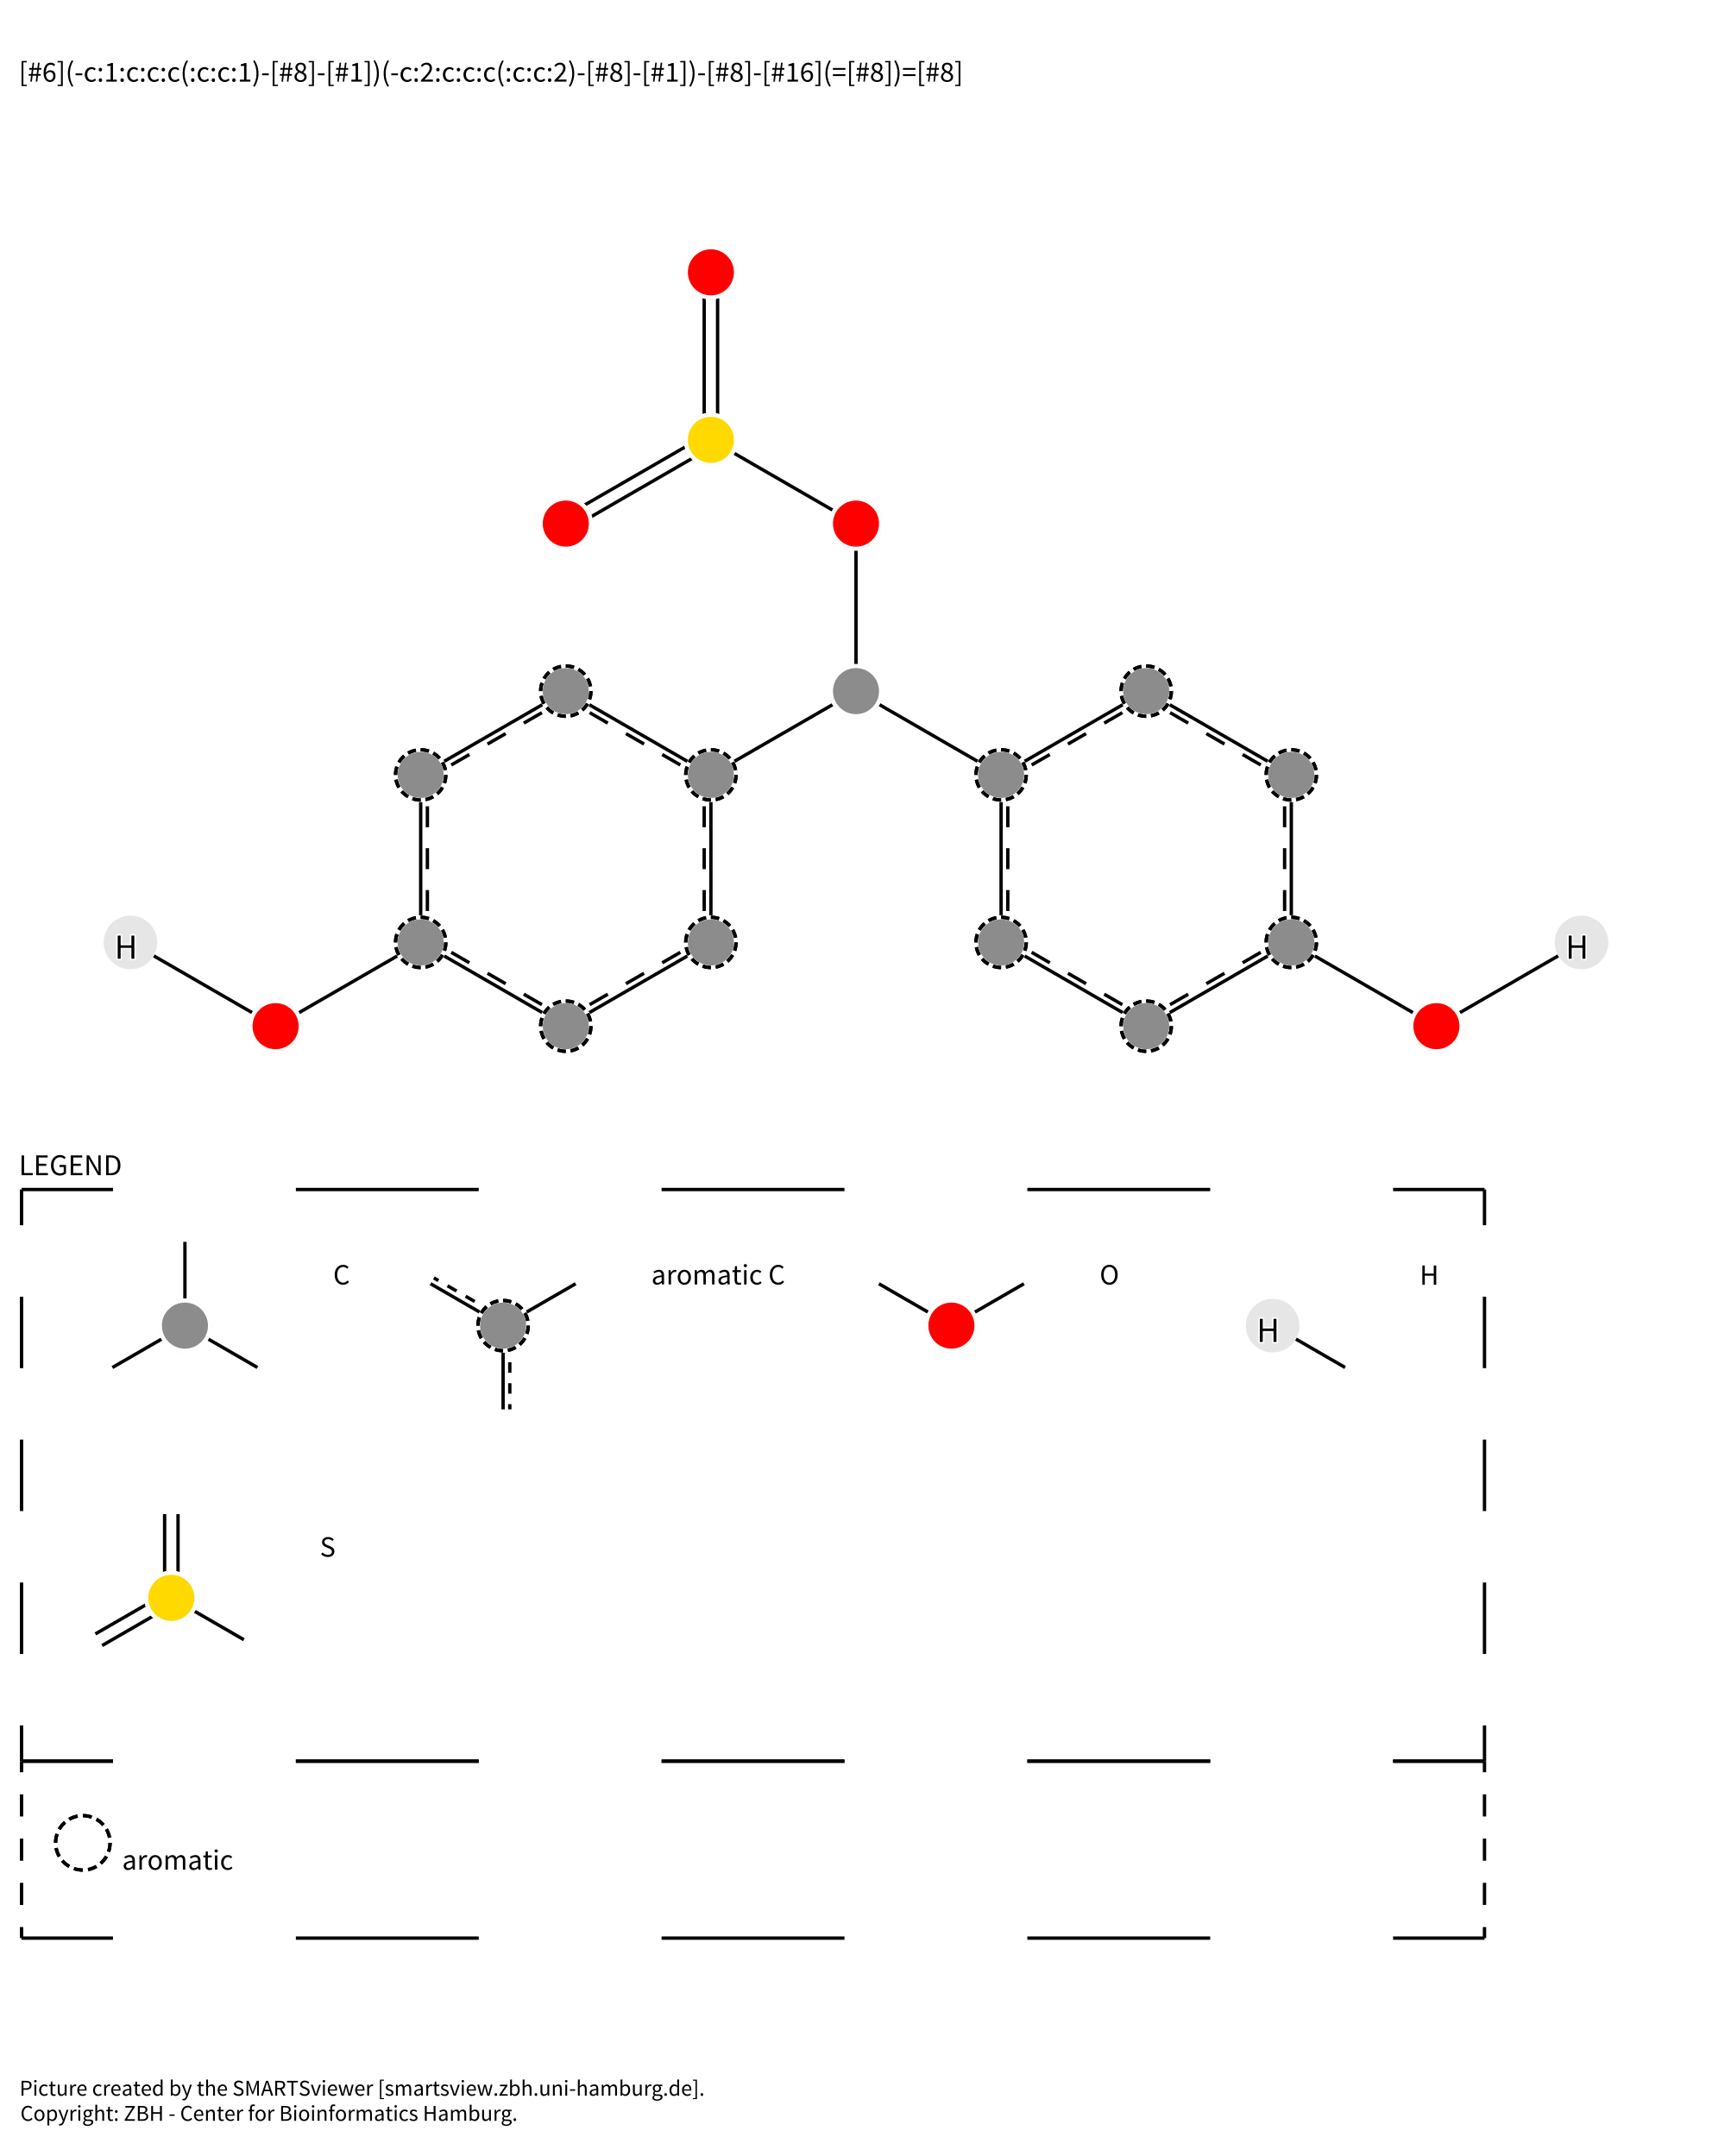 [#6](-c:1:c:c:c(:c:c:1)-[#8]-[#1])(-c:2:c:c:c(:c:c:2)-[#8]-[#1])-[#8]-[#16](=[#8])=[#8]
H H
LEGEND
C aromatic C O H
H
S
aromatic
Picture created by the SMARTSviewer [smartsview.zbh.uni-hamburg.de].
Copyright: ZBH - Center for Bioinformatics Hamburg.